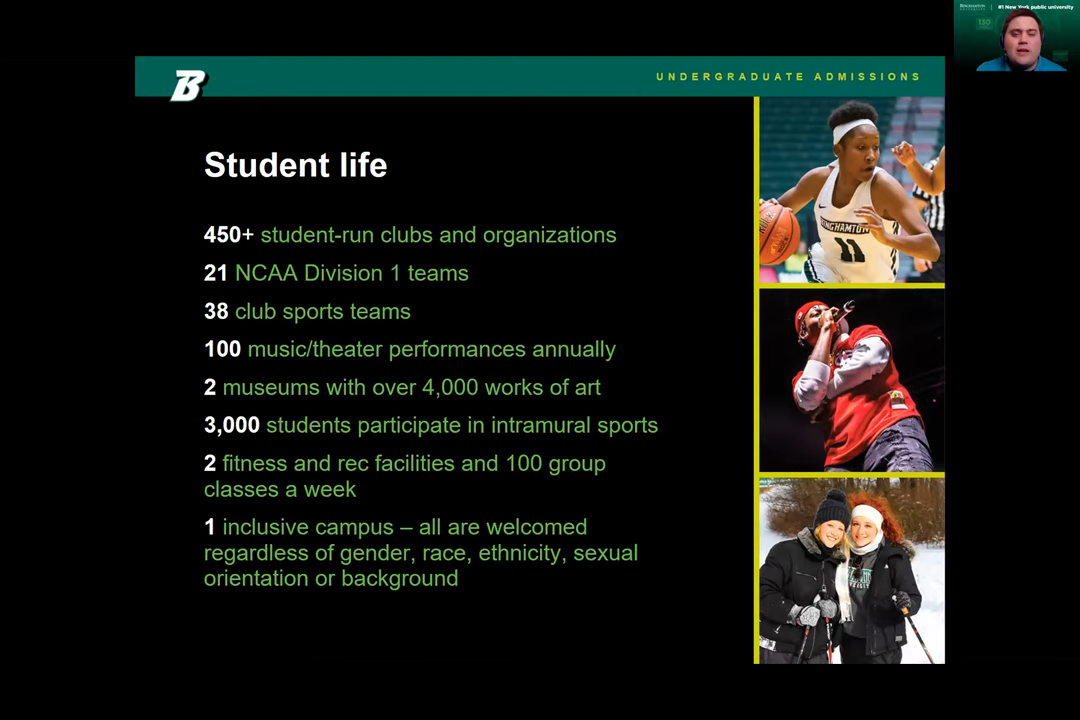 BINGHAMTON
#1 New York public university
130
B
UNDERGRADUATE ADMISSIONS
Student life
450+ student-run clubs and organizations
21 NCAA Division 1 teams
38 club sports teams
100 music/theater performances annually
2 museums with over 4,000 works of art
3,000 students participate in intramural sports
2 fitness and rec facilities and 100 group
classes a week
1 inclusive campus – all are welcomed
regardless of gender, race, ethnicity, sexual
orientation or background
11